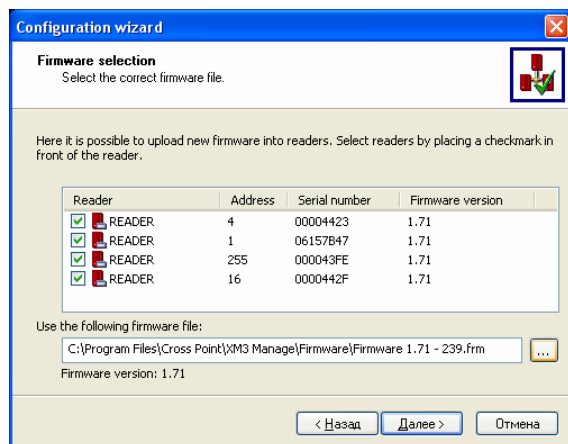 Configuration wizard
Firmware selection
Select the correct firmware file.
Here it is possible to upload new firmware into readers. Select readers by placing a checkmark in
front of the reader.
Reader Address Serial number Firmware version
READER 4 00004423 1.71
READER 1 06157B47 1.71
READER 255 000043FE 1.71
READER 16 0000442F 1.71
Use the following firmware file:
C:\Program Files\Cross Point\XM3 Manage\Firmware\Firmware 1.71 - 239.frm ...
Firmware version: 1.71
< Назад Далее > Отмена